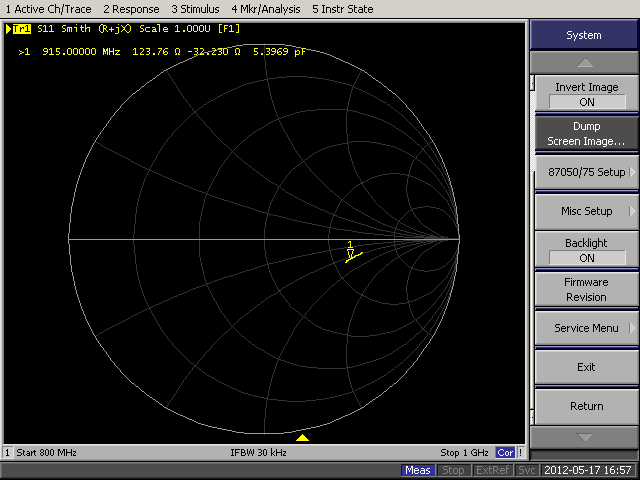 1 Active Ch/Trace 2 Response 3 Stimulus 4 Mkr/Analysis 5 Instr State
Tr1 S11 Smith (R+jX) Scale 1.000U [F1]
>1 915.00000 MHz 123.76 Ω -32.230 Ω 5.3969 pF
1
System
Invert Image
ON
Dump
Screen Image...
87050/75 Setup
Misc Setup
Backlight
ON
Firmware
Revision
Service Menu
Exit
Return
1 Start 800 MHz IFBW 30 kHz Stop 1 GHz Cor !
Meas Stop ExtRef Svc 2012-05-17 16:57